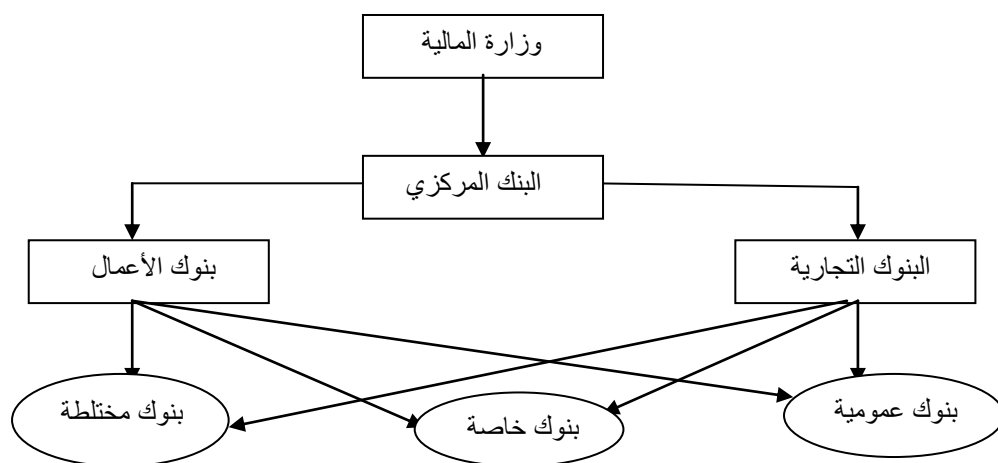 وزارة المالية
البنك المركزي
البنوك التجارية
بنوك الأعمال
بنوك عمومية
بنوك خاصة
بنوك مختلطة